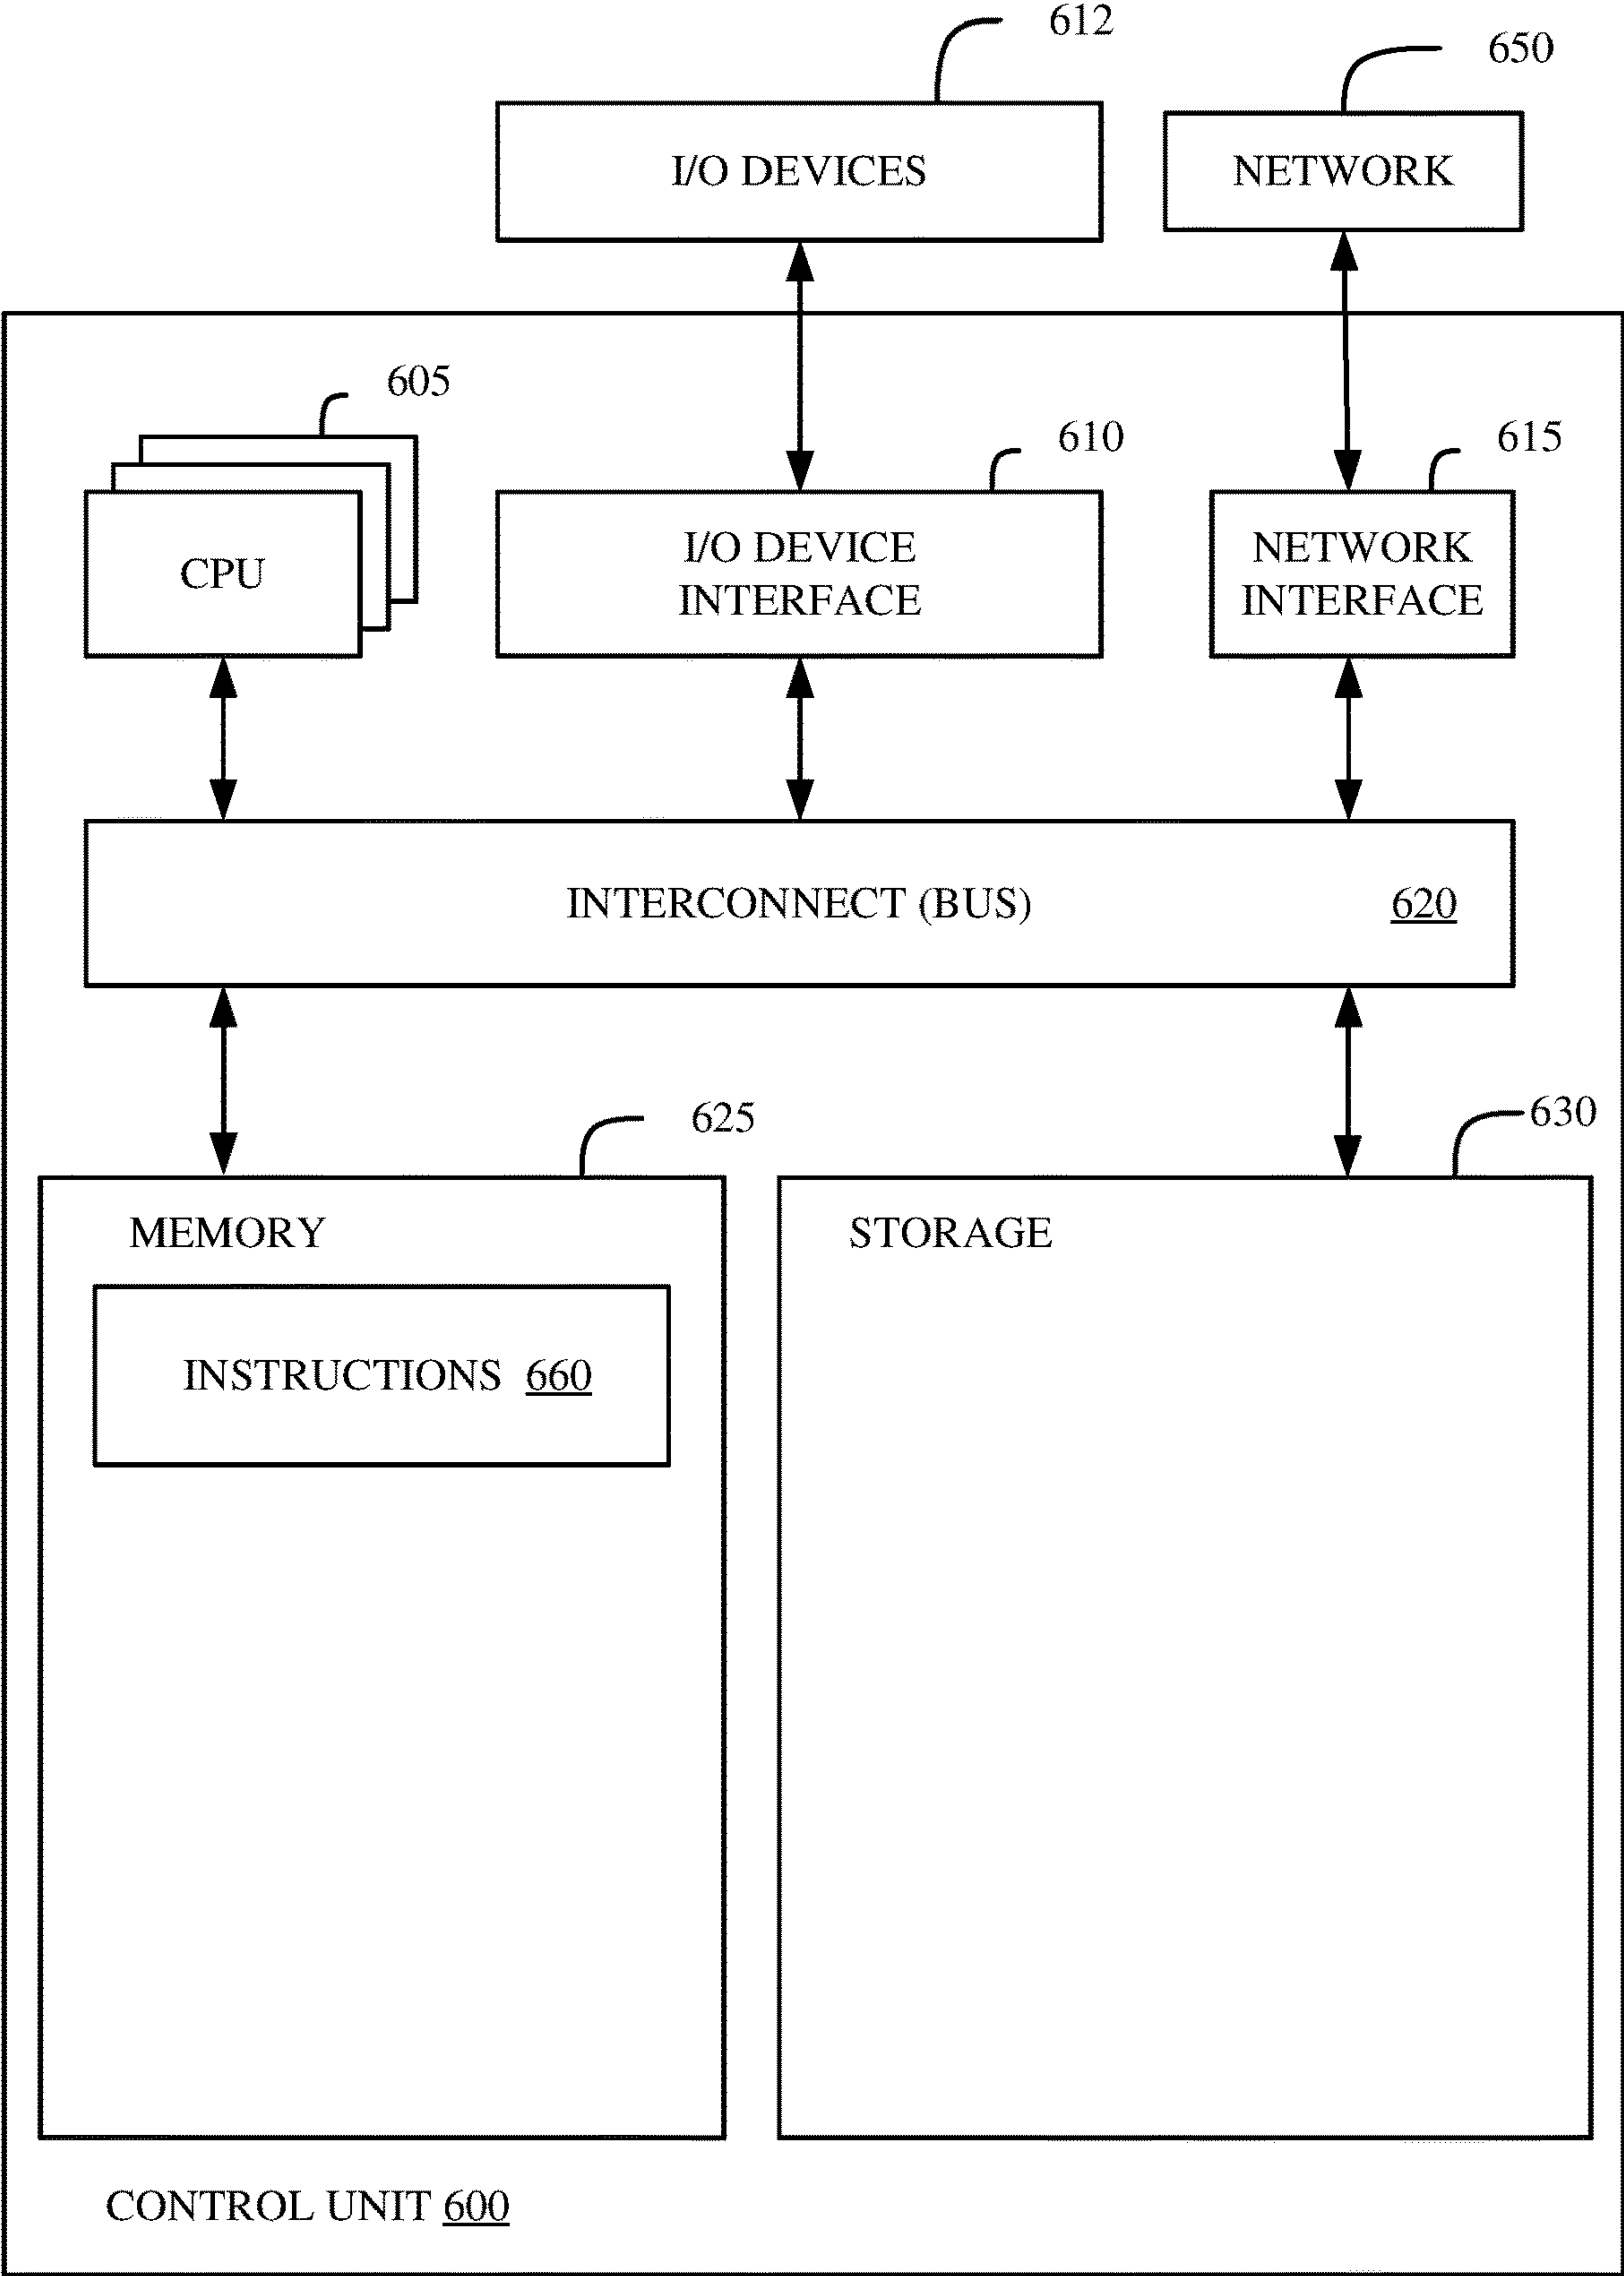 612
650
I/O DEVICES
NETWORK
605
610
615
CPU
I/O DEVICE
INTERFACE
NETWORK
INTERFACE
INTERCONNECT (BUS) 620
625
630
MEMORY
STORAGE
INSTRUCTIONS 660
CONTROL UNIT 600